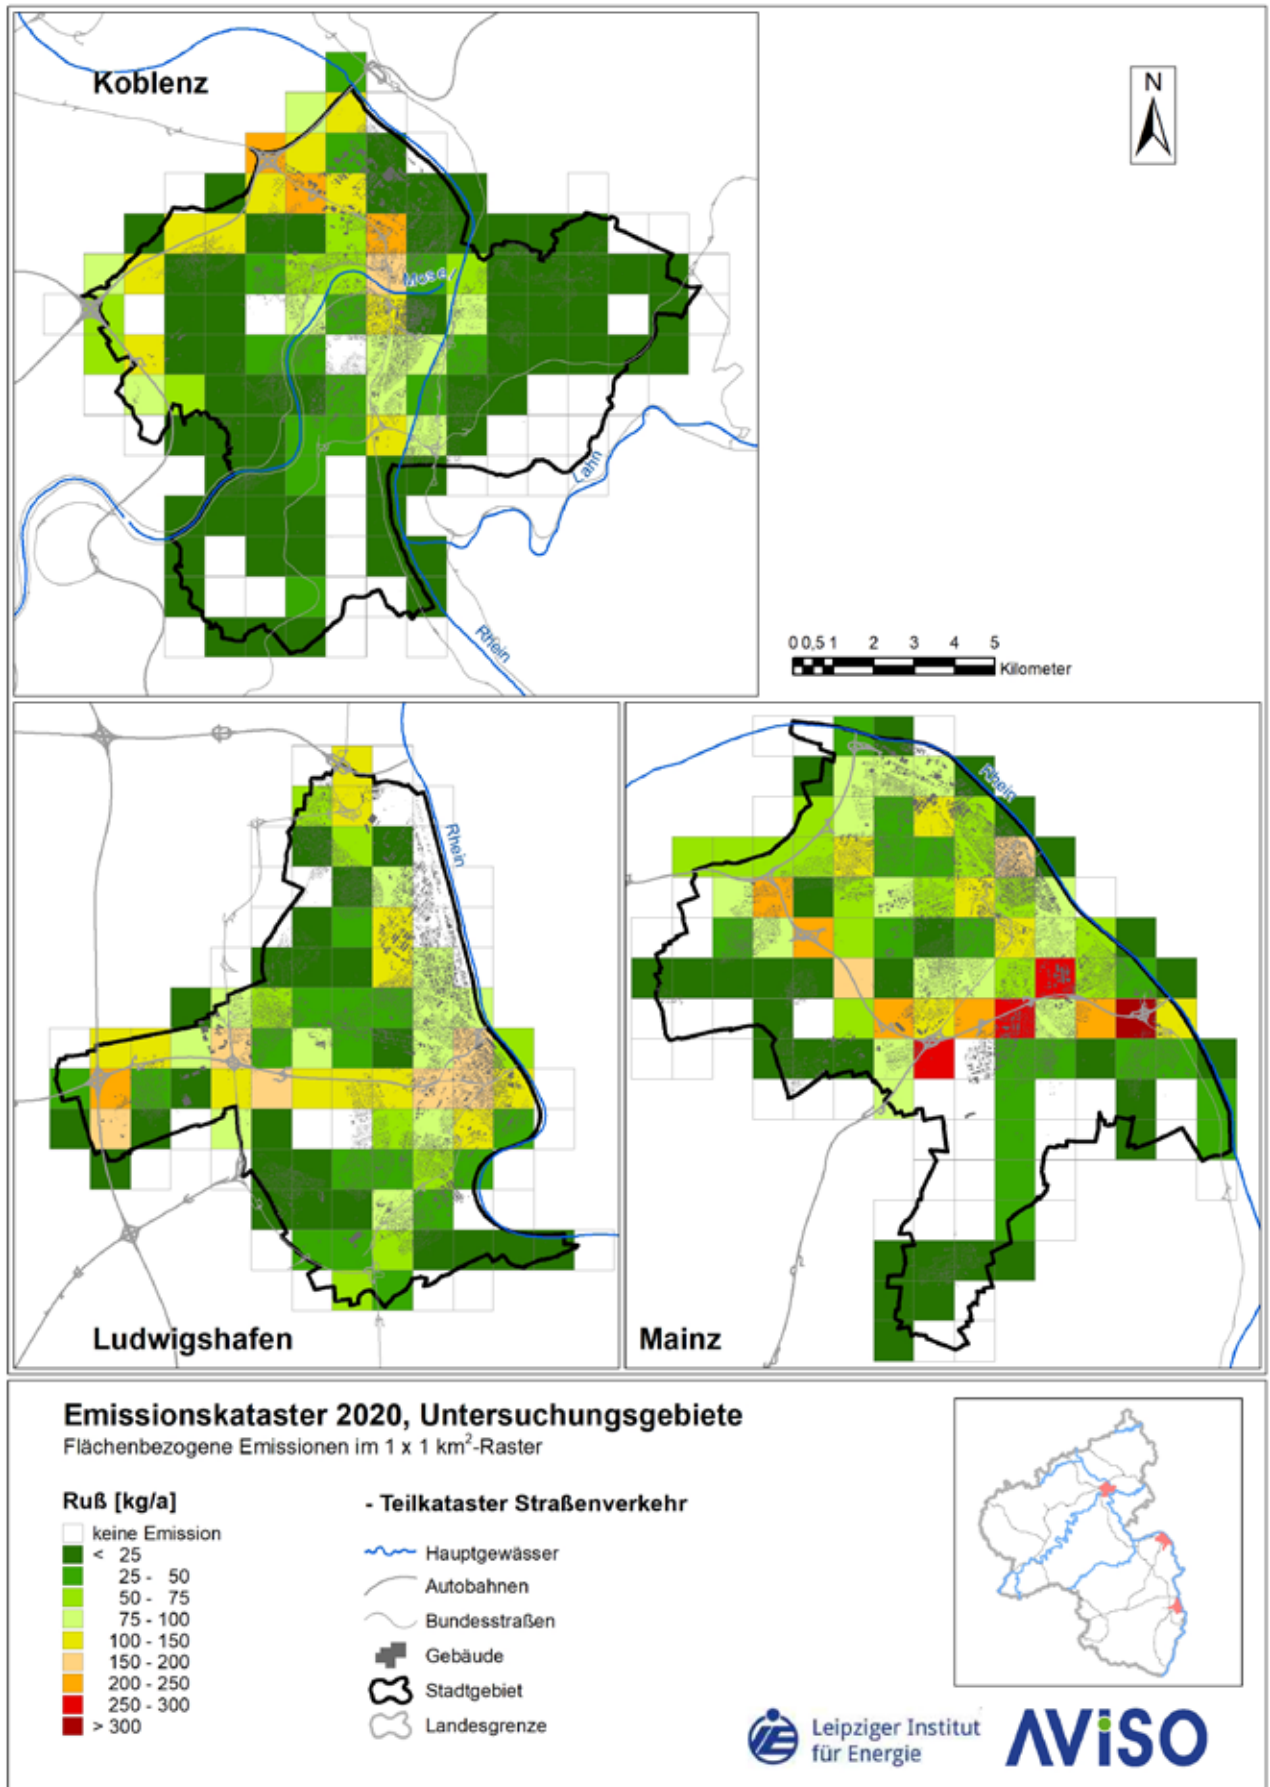 Koblenz
N
Mosel
Lahn
Rhein
0 0,5 1 2 3 4 5
Kilometer
Rhein
Ludwigshafen
Rhein
Mainz
Emissionskataster 2020, Untersuchungsgebiete
Flächenbezogene Emissionen im 1 x 1 km²-Raster
Ruß [kg/a]
keine Emission
< 25
25 - 50
50 - 75
75 - 100
100 - 150
150 - 200
200 - 250
250 - 300
> 300
- Teilkataster Straßenverkehr
Hauptgewässer
Autobahnen
Bundesstraßen
Gebäude
Stadtgebiet
Landesgrenze
Leipziger Institut
für Energie
AViSO